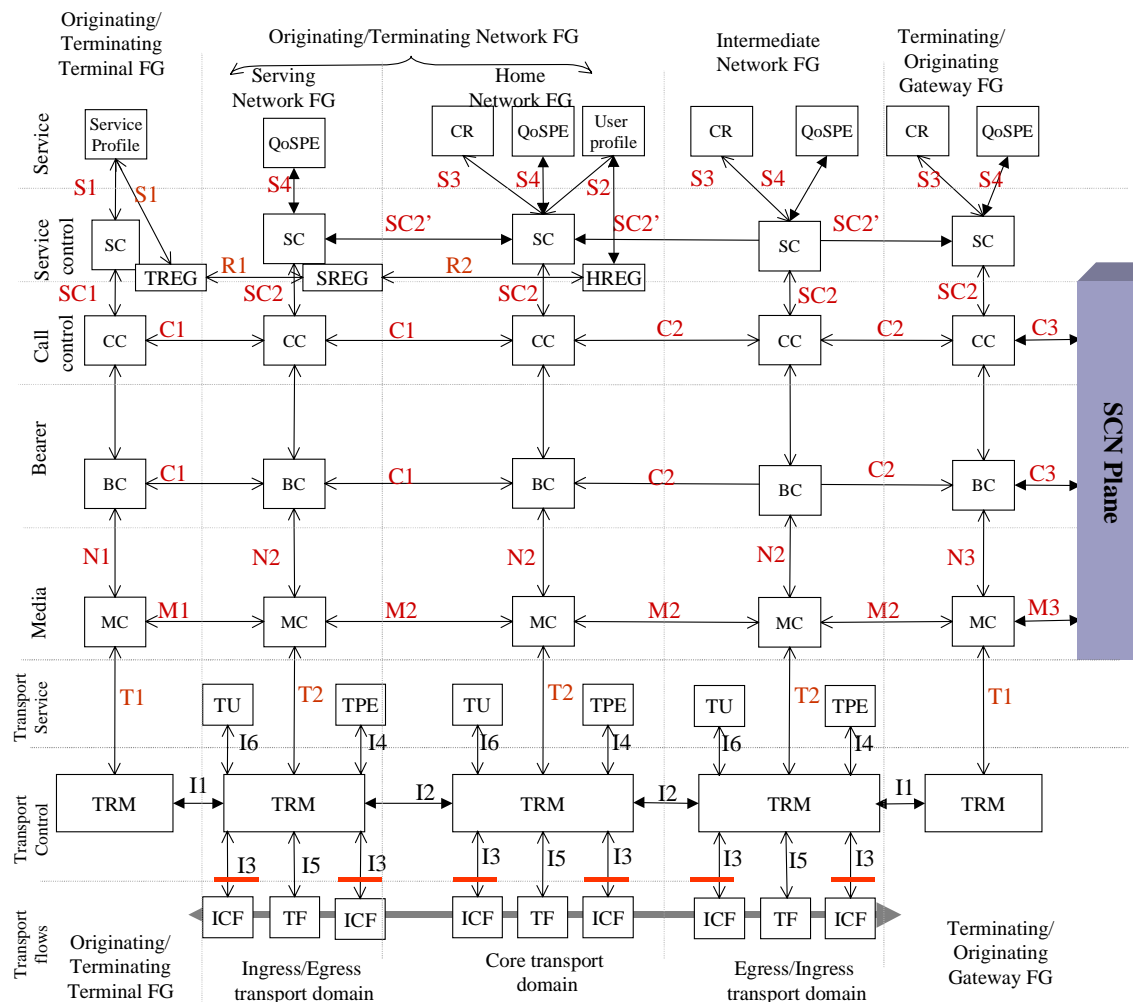 Originating/
Terminating
Terminal FG
Originating/Terminating Network FG
Serving
Network FG
Home
Network FG
Intermediate
Network FG
Terminating/
Originating
Gateway FG
Service
Service
Profile
QoSPE
CR
QoSPE
User
profile
CR
QoSPE
CR
QoSPE
S1
S1
S4
S3
S4
S2
S3
S4
S3
S4
Service
control
SC
SC
SC2'
SC
SC2'
SC
SC2'
SC
TREG
R1
SREG
R2
HREG
SC1
SC2
SC2
SC2
SC2
Call
control
CC
C1
CC
C1
CC
C2
CC
C2
CC
C3
SCN Plane
Bearer
BC
C1
BC
C1
BC
C2
BC
C2
BC
C3
N1
N2
N2
N2
N3
Media
MC
M1
MC
M2
MC
M2
MC
M2
MC
M3
Transport
Service
T1
TU
T2
TPE
TU
T2
TPE
TU
T2
TPE
T1
I6
I4
I6
I4
I6
I4
Transport
Control
TRM
I1
TRM
I2
TRM
I2
TRM
I1
TRM
I3
I5
I3
I3
I5
I3
I3
I5
I3
Transport
flows
ICF
TF
ICF
ICF
TF
ICF
ICF
TF
ICF
Originating/
Terminating
Terminal FG
Ingress/Egress
transport domain
Core transport
domain
Egress/Ingress
transport domain
Terminating/
Originating
Gateway FG